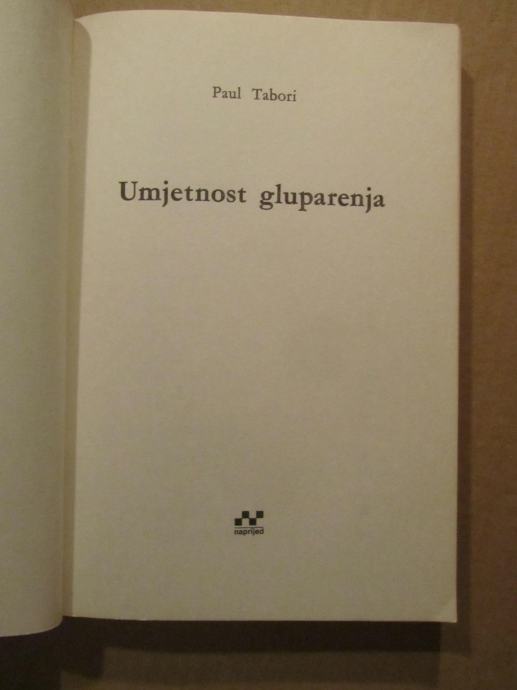 Paul Tabori
Umjetnost gluparenja
naprijed